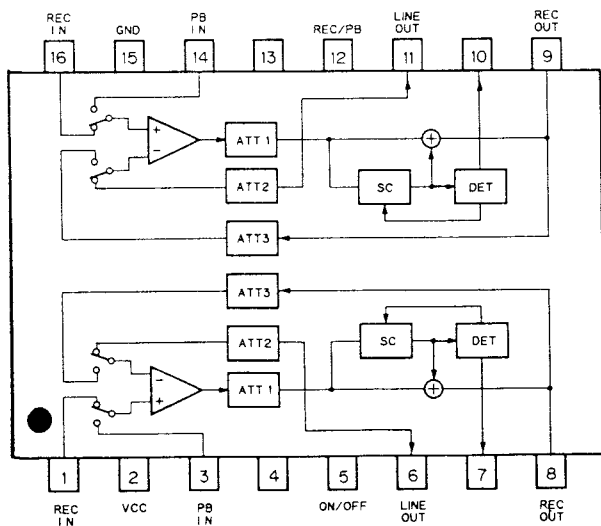 REC IN
GND
PB IN
REC/PB
LINE OUT
REC OUT
16 15 14 13 12 11 10 9
+
−
ATT 1
+
ATT2
SC
DET
ATT3
ATT3
ATT2
SC
DET
−
+
ATT 1
+
1 2 3 4 5 6 7 8
REC IN
VCC
PB IN
ON/OFF
LINE OUT
REC OUT